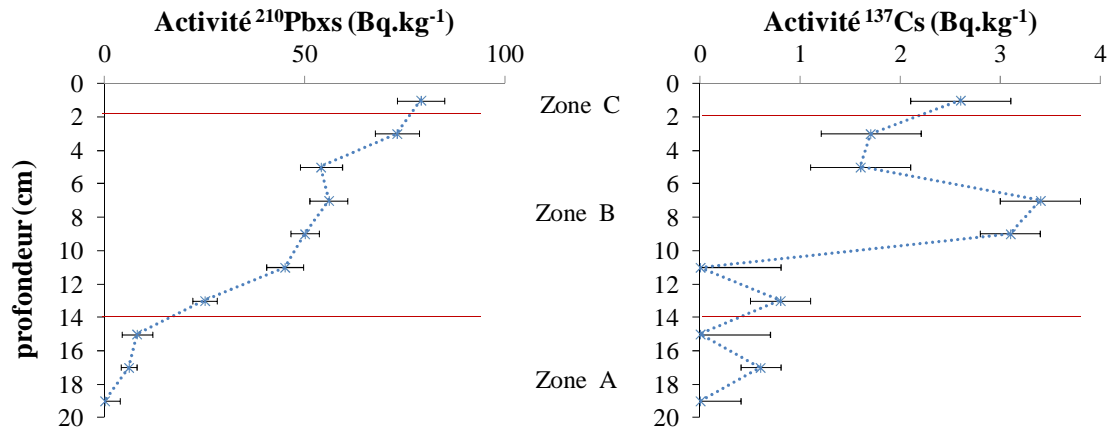 Activité ²¹⁰Pbxs (Bq.kg⁻¹)
Activité ¹³⁷Cs (Bq.kg⁻¹)
0 50 100
0 1 2 3 4
profondeur (cm)
0
2
4
6
8
10
12
14
16
18
20
Zone C
Zone B
Zone A
0
2
4
6
8
10
12
14
16
18
20